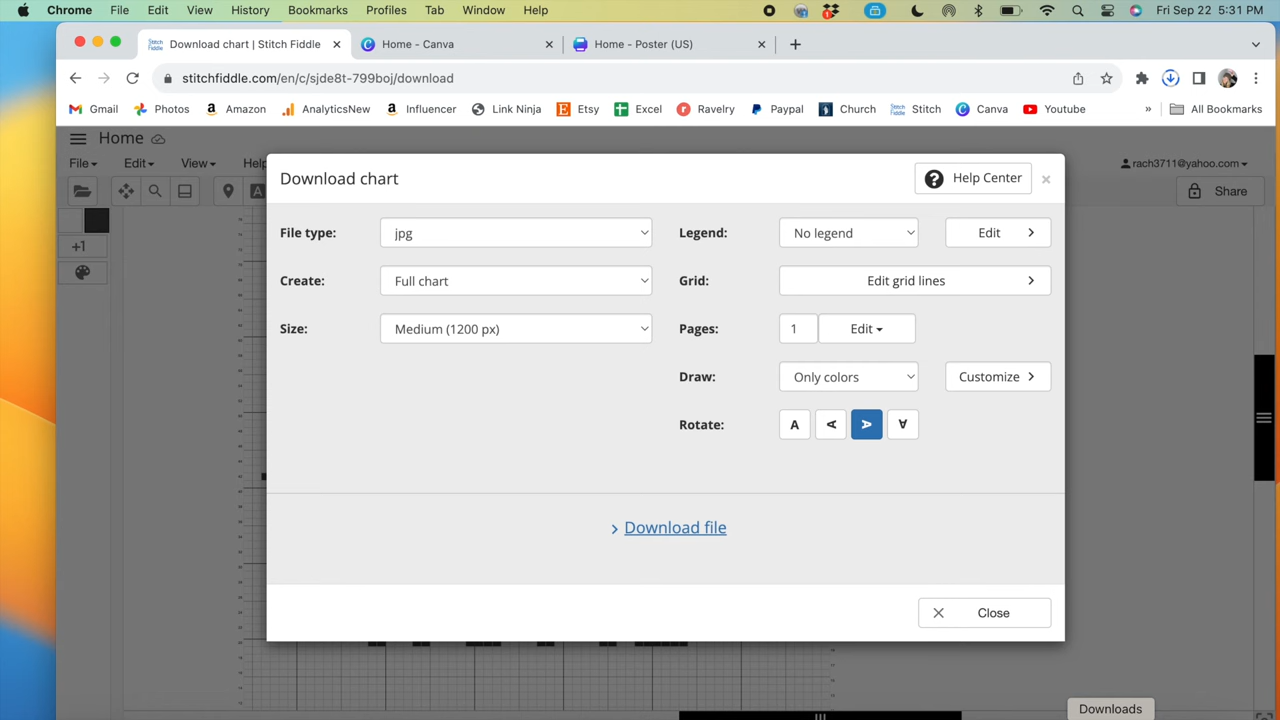 Chrome File Edit View History Bookmarks Profiles Tab Window Help Fri Sep 22 5:31 PM
Download chart | Stitch Fiddle Home - Canva Home - Poster (US)
stitchfiddle.com/en/c/sjde8t-799boj/download
Gmail Photos Amazon AnalyticsNew Influencer Link Ninja Etsy Excel Ravelry Paypal Church Stitch Canva Youtube » All Bookmarks
Home
File Edit View Help rach3711@yahoo.com
Share
+1
Download chart Help Center
File type: jpg Legend: No legend Edit
Create: Full chart Grid: Edit grid lines
Size: Medium (1200 px) Pages: 1 Edit
Draw: Only colors Customize
Rotate: A A A A
Download file
Close
Downloads